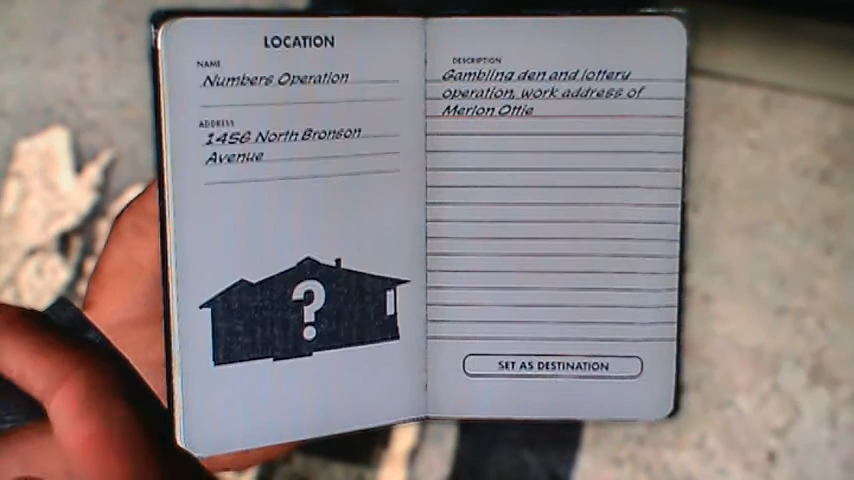 LOCATION
NAME
Numbers Operation
ADDRESS
1456 North Bronson
Avenue
DESCRIPTION
Gambling den and lottery
operation, work address of
Merlon Ottie
SET AS DESTINATION